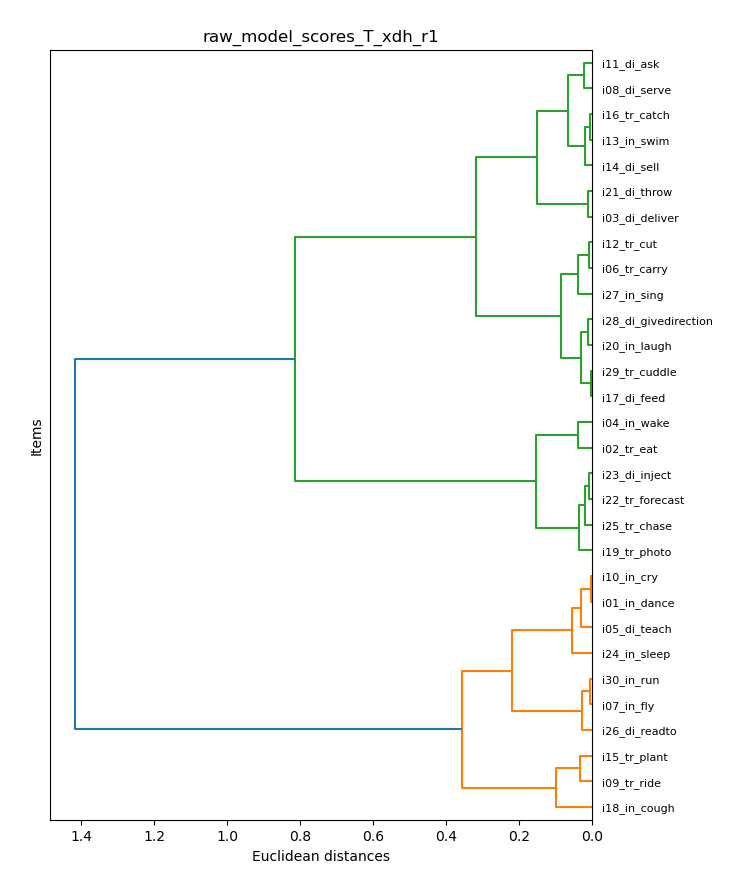 raw_model_scores_T_xdh_r1
i11_di_ask
i08_di_serve
i16_tr_catch
i13_in_swim
i14_di_sell
i21_di_throw
i03_di_deliver
i12_tr_cut
i06_tr_carry
i27_in_sing
i28_di_givedirection
i20_in_laugh
i29_tr_cuddle
i17_di_feed
i04_in_wake
i02_tr_eat
i23_di_inject
i22_tr_forecast
i25_tr_chase
i19_tr_photo
i10_in_cry
i01_in_dance
i05_di_teach
i24_in_sleep
i30_in_run
i07_in_fly
i26_di_readto
i15_tr_plant
i09_tr_ride
i18_in_cough
Items
1.4 1.2 1.0 0.8 0.6 0.4 0.2 0.0
Euclidean distances